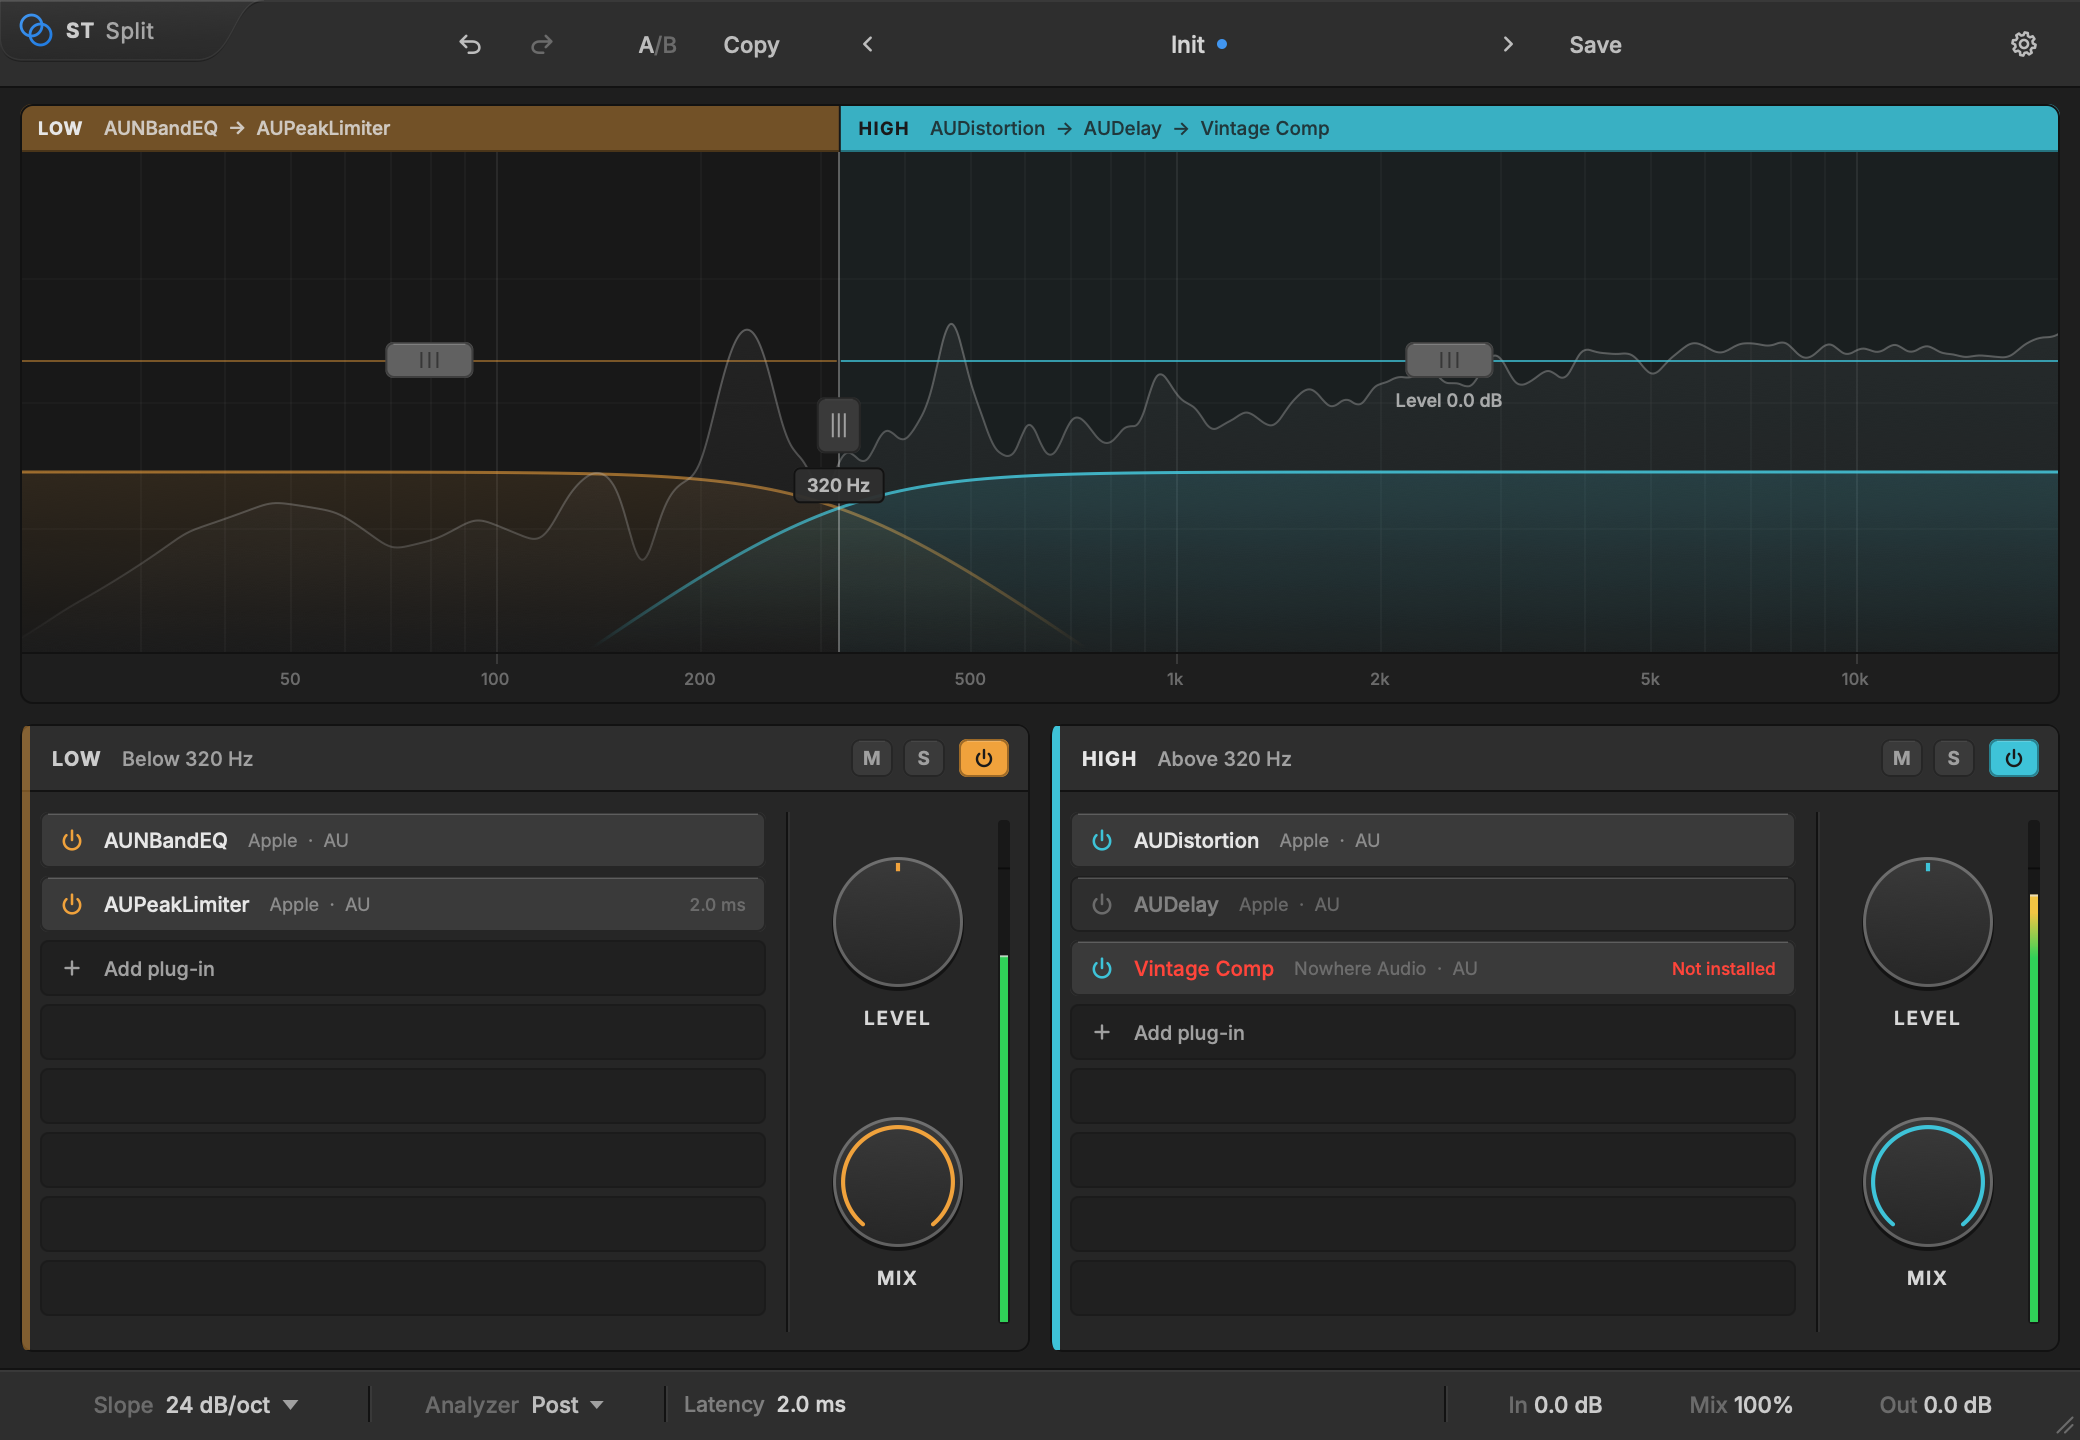 ST Split
A/B Copy Init Save
LOW AUNBandEQ → AUPeakLimiter
HIGH AUDistortion → AUDelay → Vintage Comp
Level 0.0 dB
320 Hz
50 100 200 500 1k 2k 5k 10k
LOW Below 320 Hz M S
AUNBandEQ Apple · AU
AUPeakLimiter Apple · AU 2.0 ms
+ Add plug-in
LEVEL
MIX
HIGH Above 320 Hz M S
AUDistortion Apple · AU
AUDelay Apple · AU
Vintage Comp Nowhere Audio · AU Not installed
+ Add plug-in
LEVEL
MIX
Slope 24 dB/oct Analyzer Post Latency 2.0 ms In 0.0 dB Mix 100% Out 0.0 dB